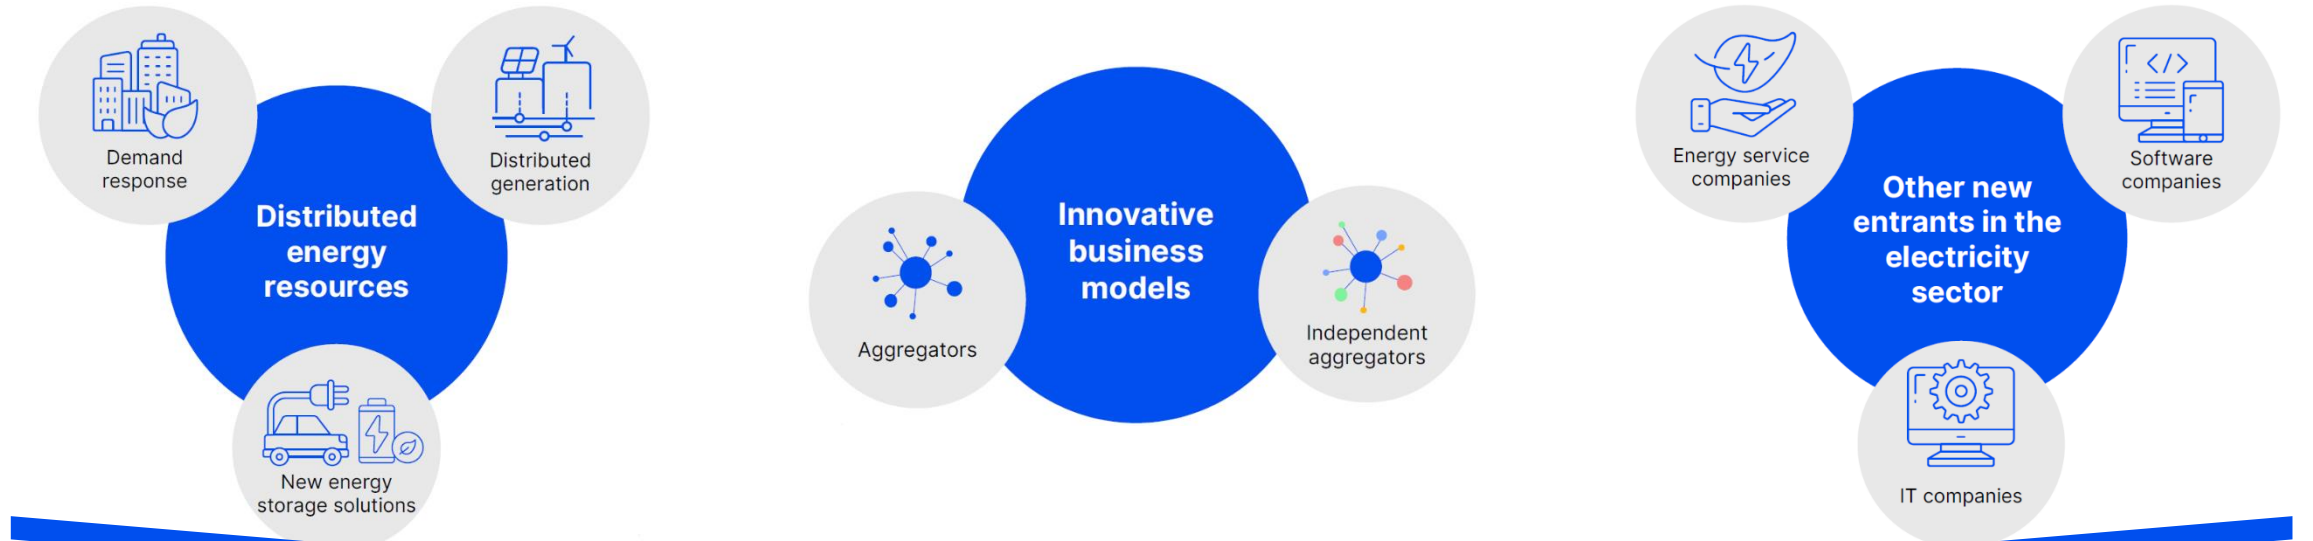 Demand
response
Distributed
generation
Distributed
energy
resources
New energy
storage solutions
Innovative
business
models
Aggregators
Independent
aggregators
Energy service
companies
</>
Software
companies
Other new
entrants in the
electricity
sector
IT companies